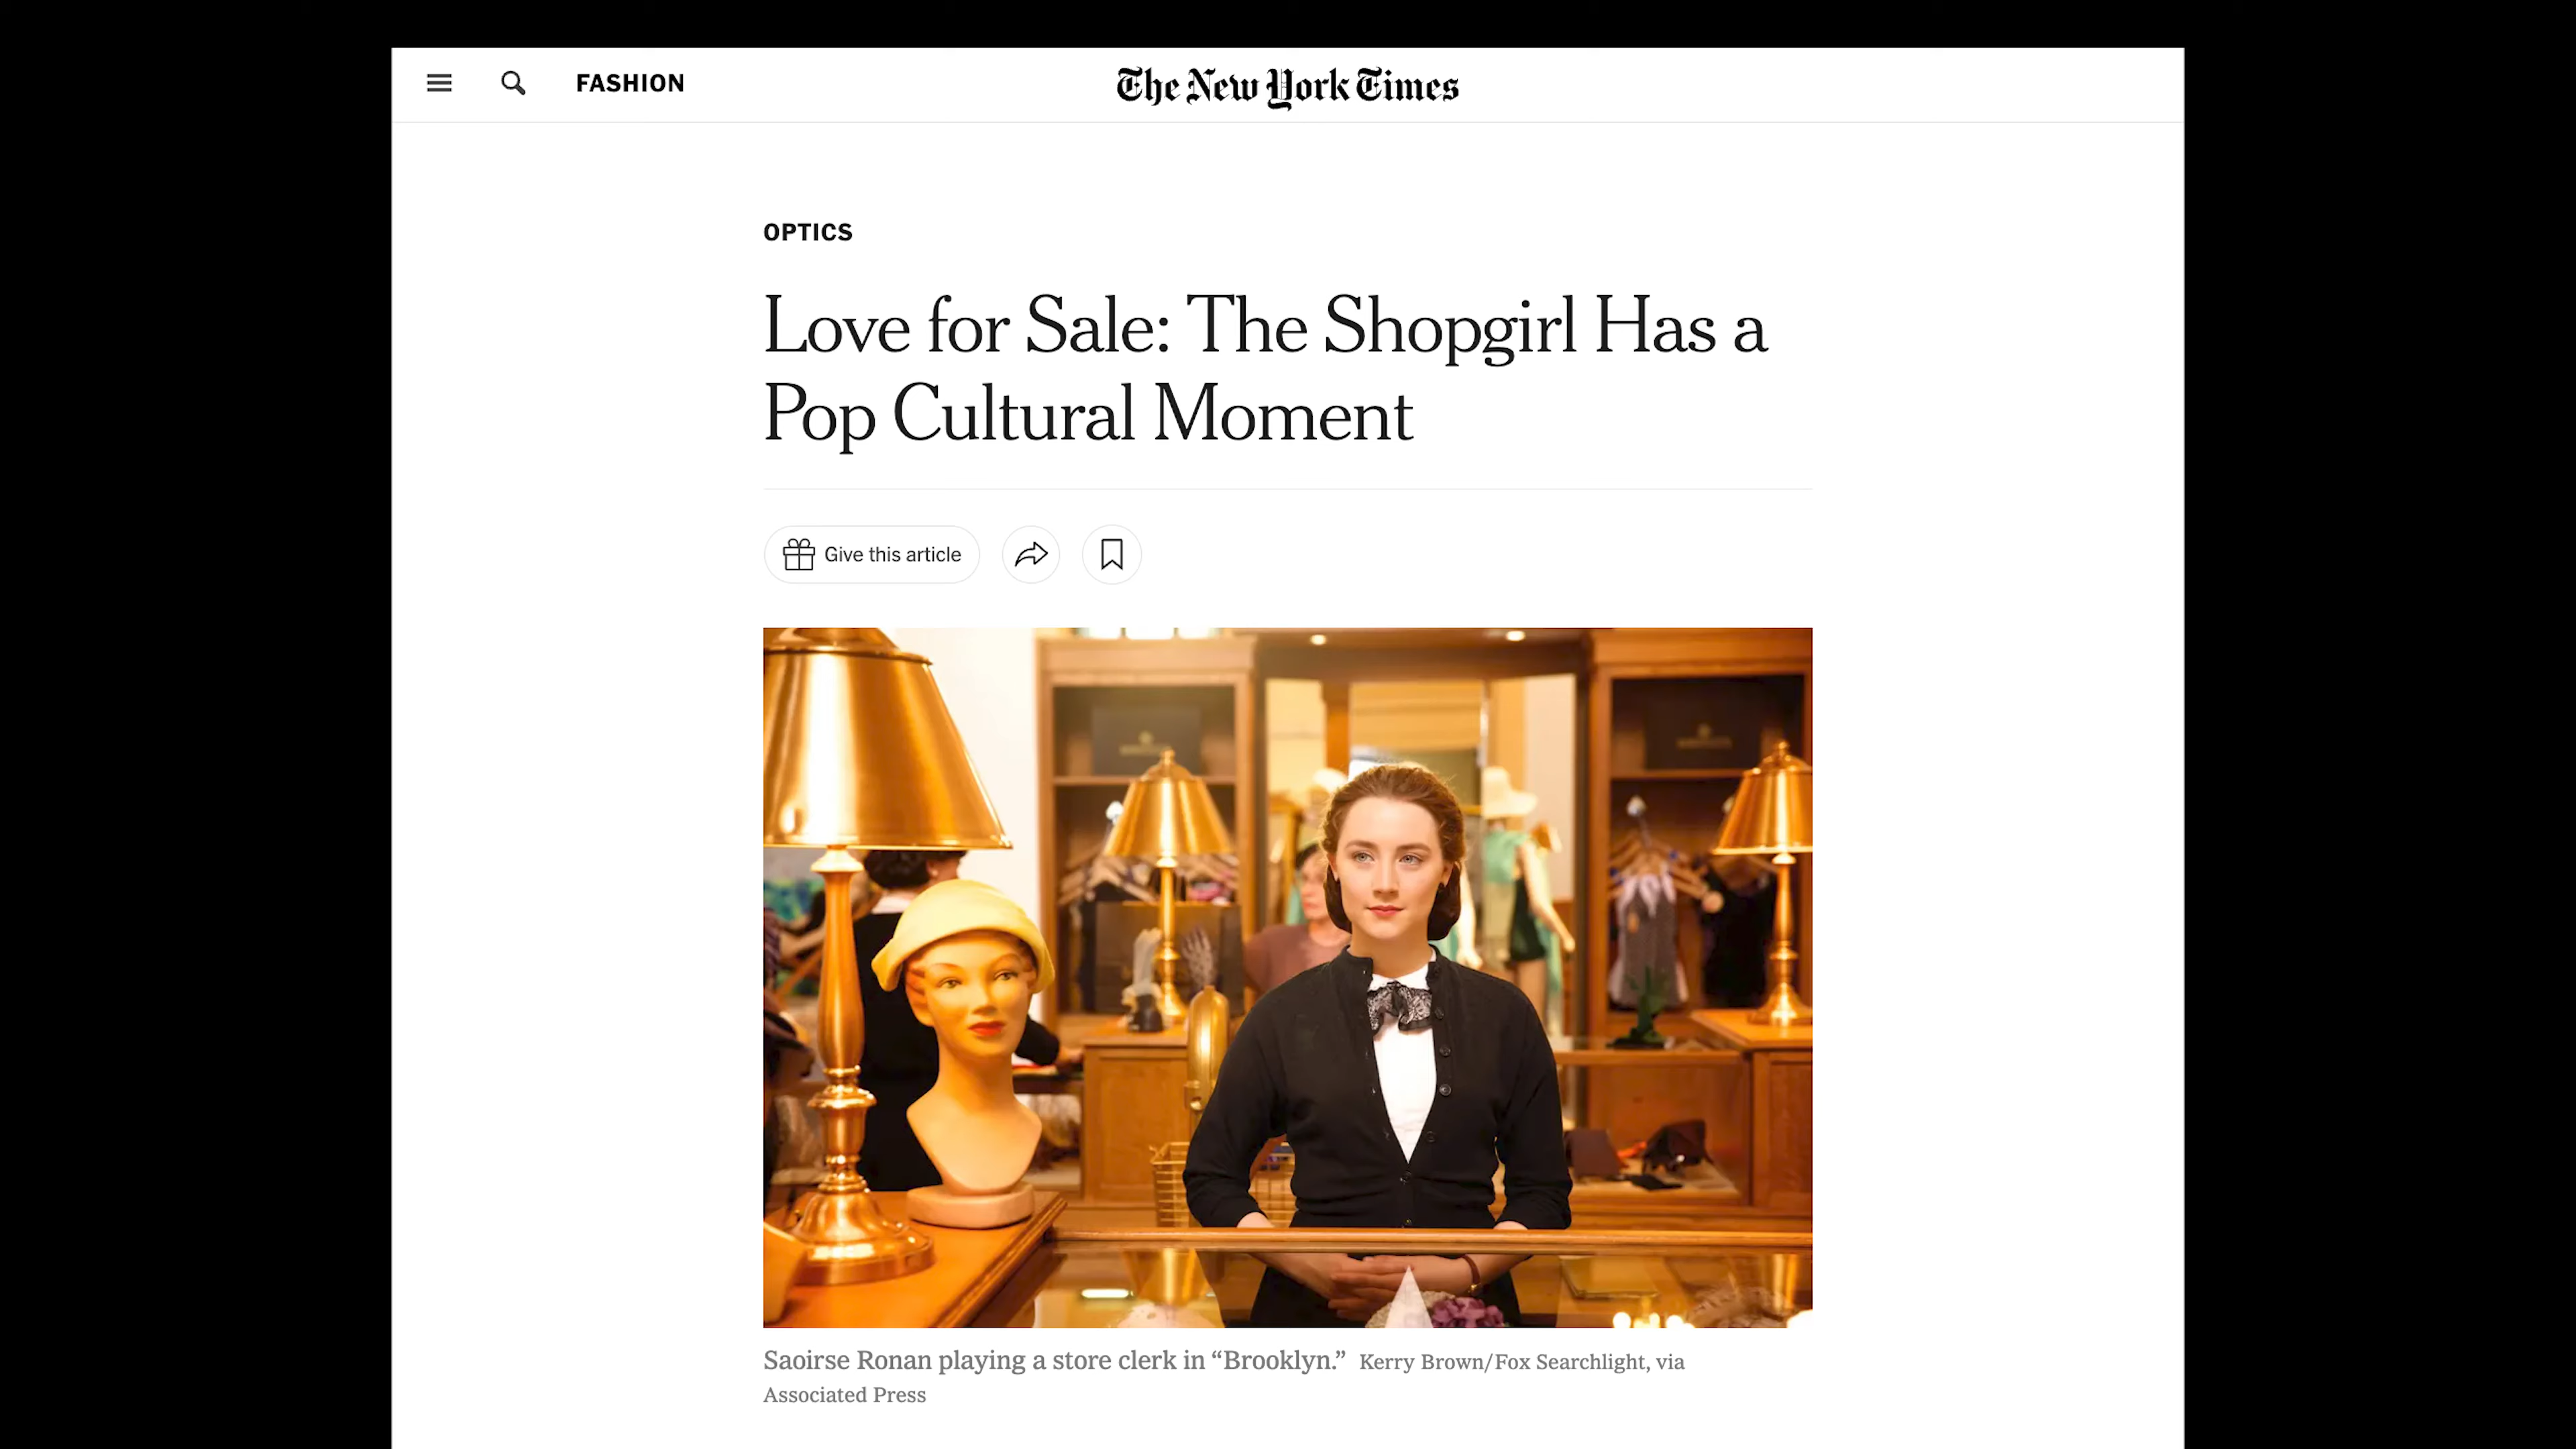 FASHION
The New York Times
OPTICS
Love for Sale: The Shopgirl Has a
Pop Cultural Moment
Give this article
Saoirse Ronan playing a store clerk in “Brooklyn.” Kerry Brown/Fox Searchlight, via
Associated Press